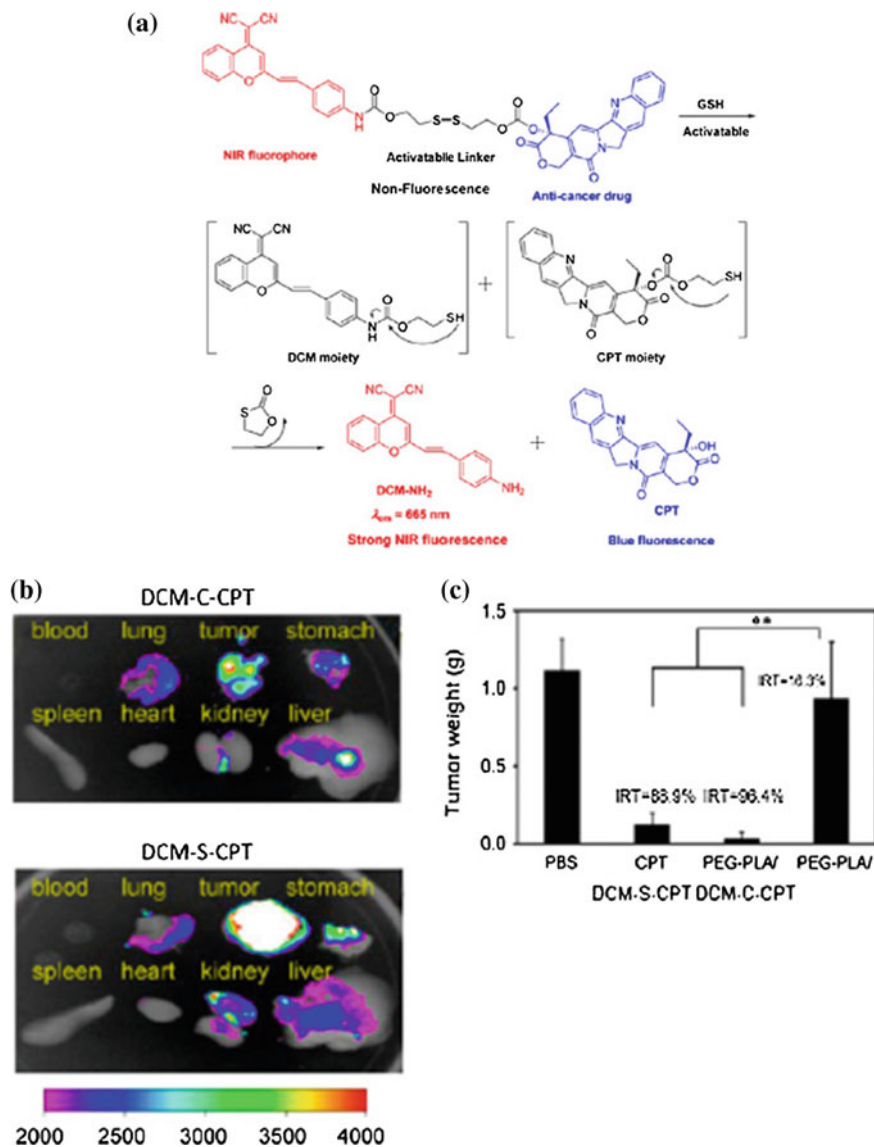 (a)
NC CN
O
N
H
O
O
S–S
O
O
O
O
N
N
O
O
GSH
Activatable
NIR fluorophore
Activatablle Linker
Non-Fluorescence
Anti-cancer drug
NC CN
O
N
H
O
O
SH
DCM moiety
+
N
N
O
O
O
O
O
SH
O
CPT moiety
O
S
O
NC CN
O
NH2
DCM-NH2
λem = 665 nm
Strong NIR fluorescence
+
N
N
O
OH
O
O
CPT
Blue fluorescence
(b)
DCM-C-CPT
blood lung tumor stomach
spleen heart kidney liver
DCM-S-CPT
blood lung tumor stomach
spleen heart kidney liver
2000 2500 3000 3500 4000
(c)
Tumor weight (g)
1.5
1.0
0.5
0.0
**
IRT=
IRT= IRT=96.4%
PBS CPT PEG-PLA/ PEG-PLA/
DCM-S-CPT DCM-C-CPT